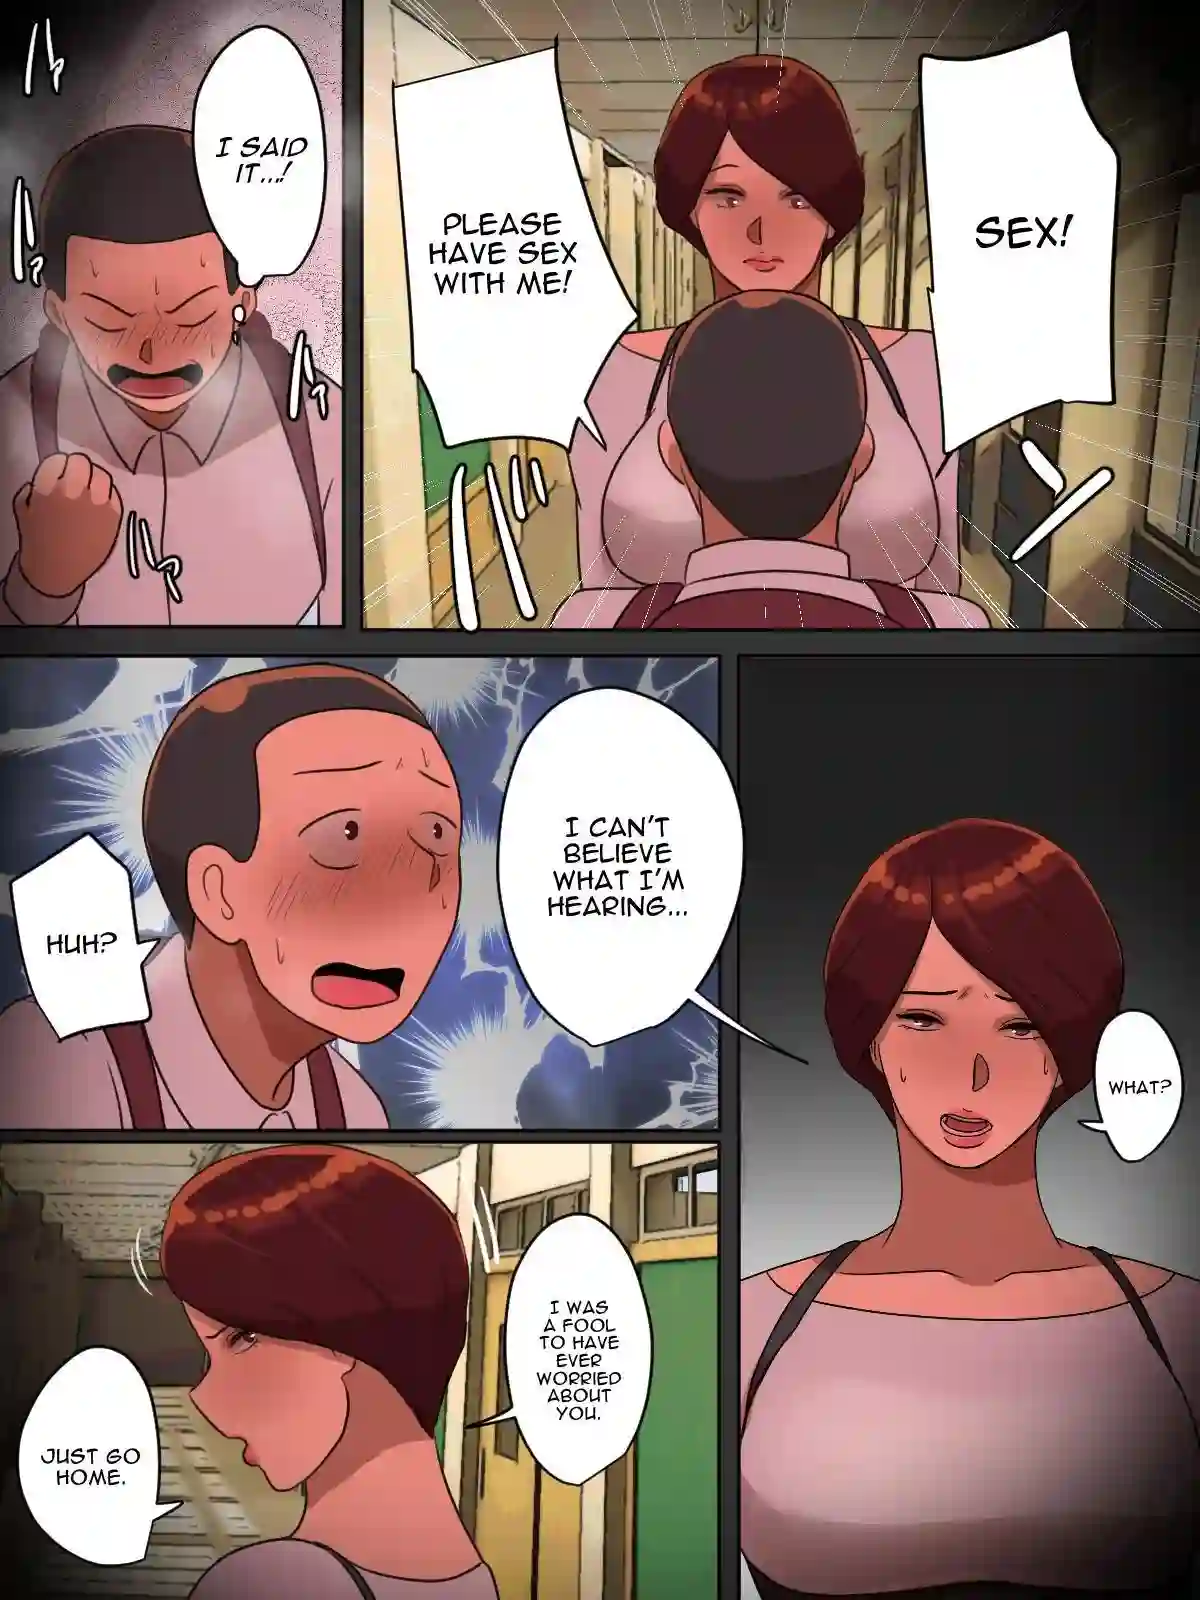 SEX!
PLEASE
HAVE SEX
WITH ME!
I SAID
IT...!
WHAT?
I CAN'T
BELIEVE
WHAT I'M
HEARING...
HUH?
I WAS
A FOOL
TO HAVE
EVER
WORRIED
ABOUT
YOU.
JUST GO
HOME.